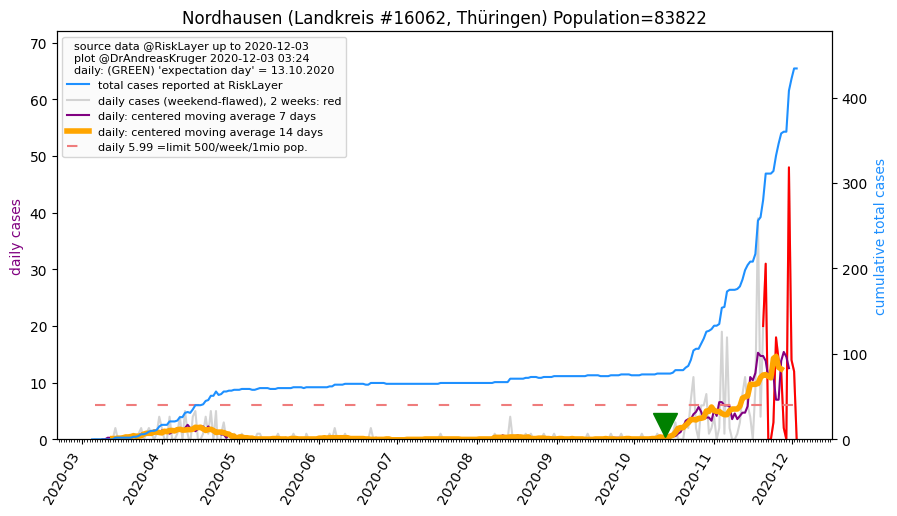 Nordhausen (Landkreis #16062, Thüringen) Population=83822
source data @RiskLayer up to 2020-12-03
plot @DrAndreasKruger 2020-12-03 03:24
daily: (GREEN) 'expectation day' = 13.10.2020
total cases reported at RiskLayer
daily cases (weekend-flawed), 2 weeks: red
daily: centered moving average 7 days
daily: centered moving average 14 days
daily 5.99 =limit 500/week/1mio pop.
daily cases
70
60
50
40
30
20
10
0
cumulative total cases
400
300
200
100
0
2020-03
2020-04
2020-05
2020-06
2020-07
2020-08
2020-09
2020-10
2020-11
2020-12